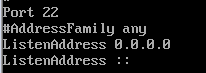 Port 22
#AddressFamily any
ListenAddress 0.0.0.0
ListenAddress ::